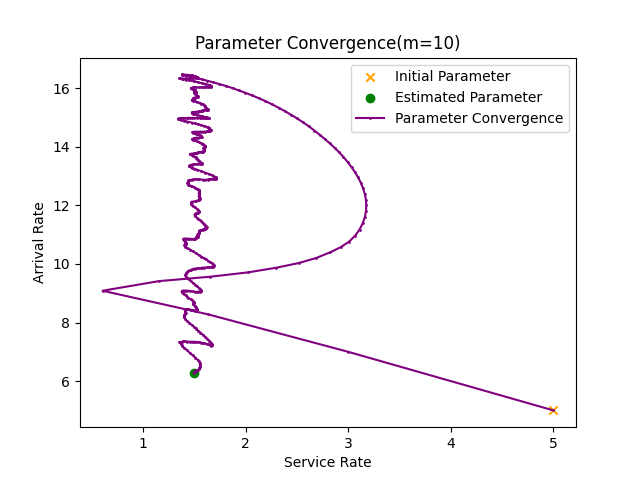 Parameter Convergence(m=10)
Initial Parameter
Estimated Parameter
Parameter Convergence
16
14
12
10
8
6
Arrival Rate
1 2 3 4 5
Service Rate